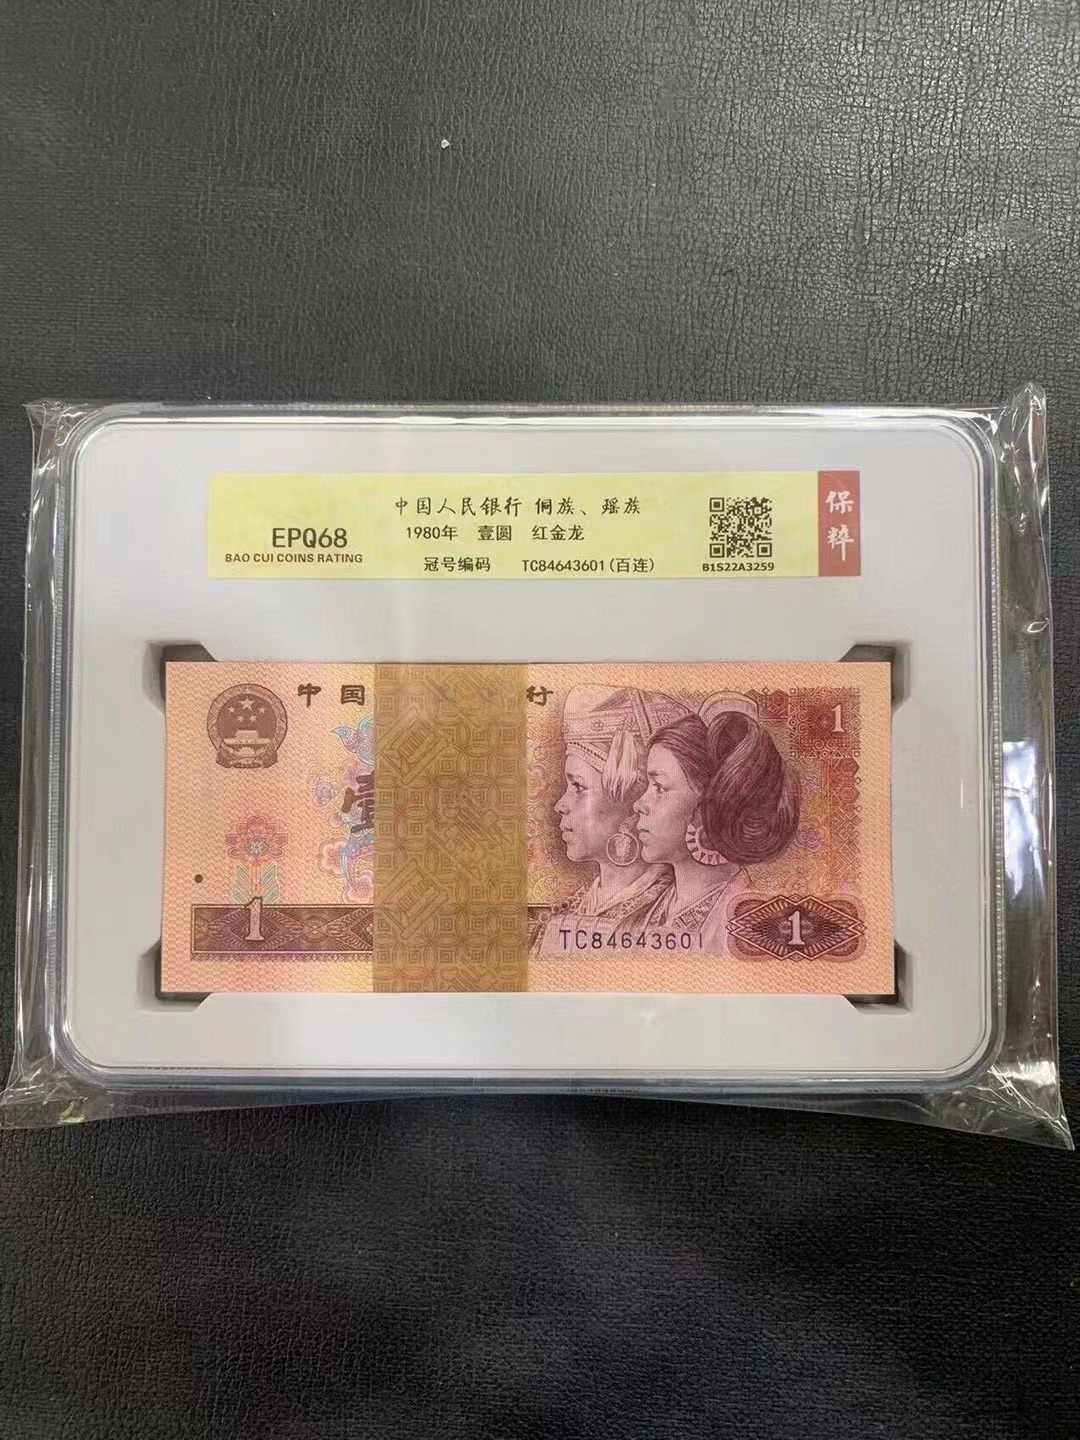 中国人民银行 侗族、瑶族
EPQ68
1980年 壹圆 红金龙
BAO CUI COINS RATING
冠号编码 TC84643601(百连)
B1S22A3259
保粹
中国 行
1
壹
1
TC84643601
1